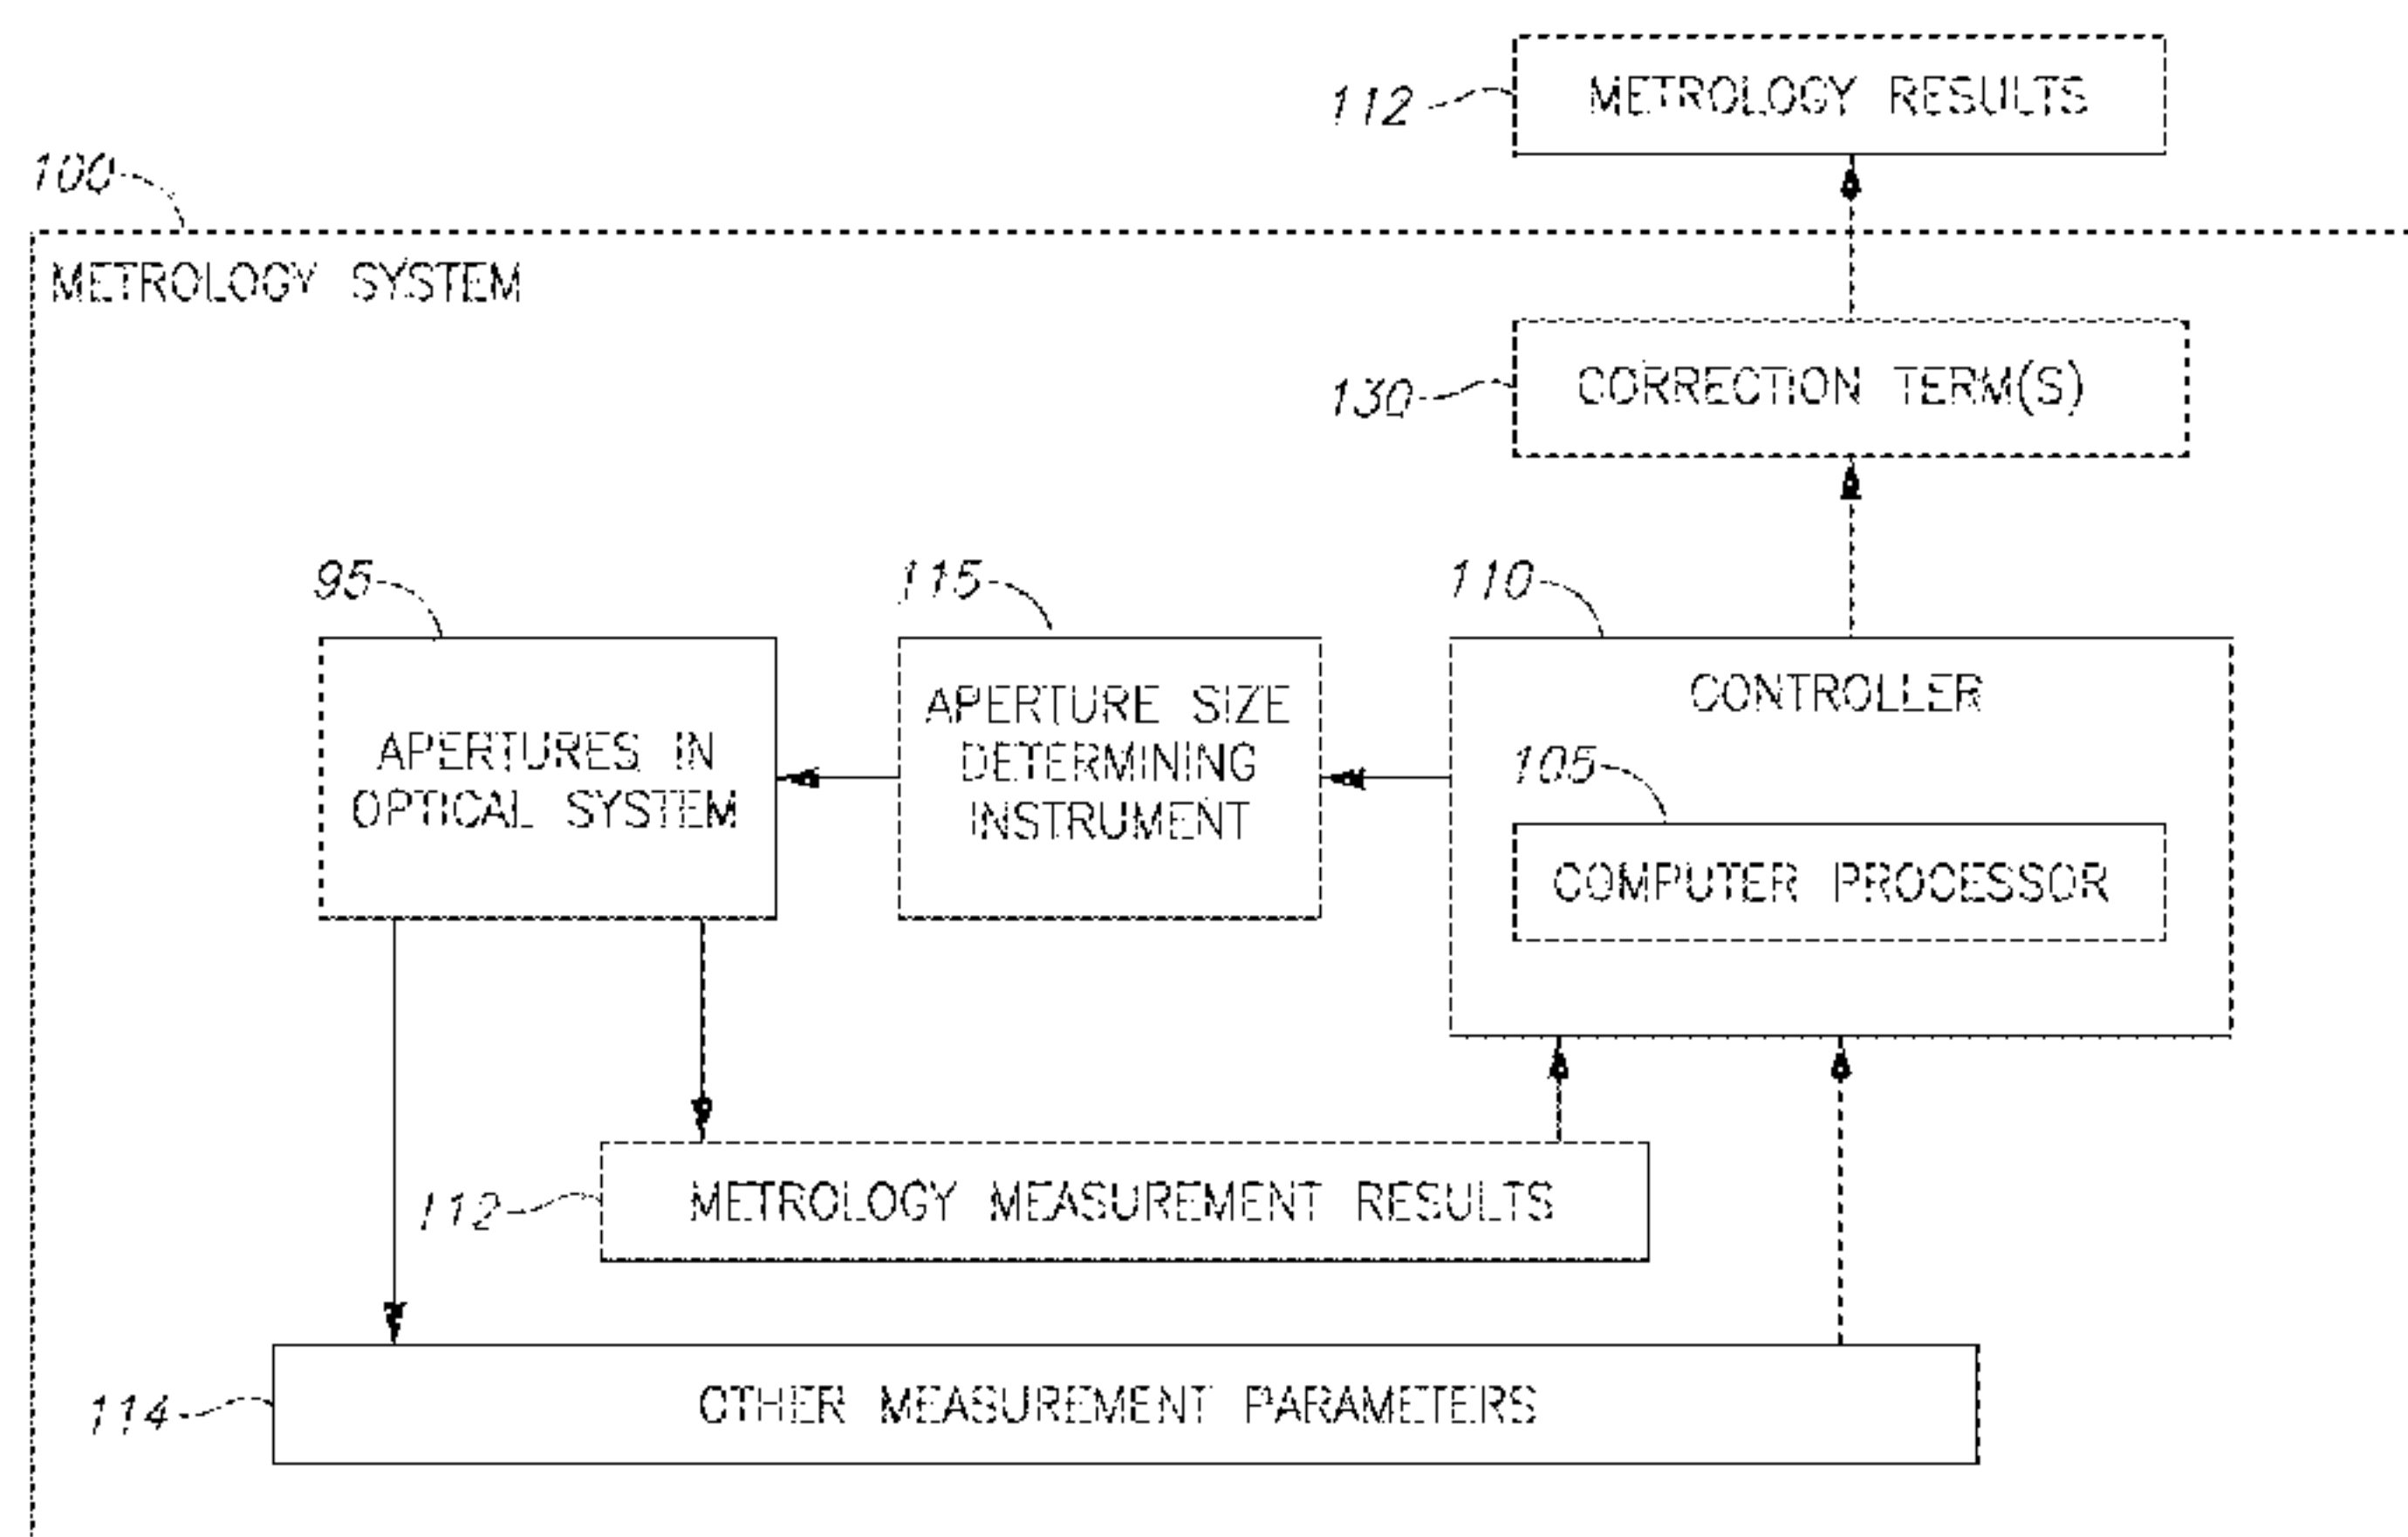 112
METROLOGY RESULTS
100
METROLOGY SYSTEM
130
CORRECTION TERM(S)
95
115
110
APERTURES IN
OPTICAL SYSTEM
APERTURE SIZE
DETERMINING
INSTRUMENT
CONTROLLER
105
COMPUTER PROCESSOR
112
METROLOGY MEASUREMENT RESULTS
114
OTHER MEASUREMENT PARAMETERS